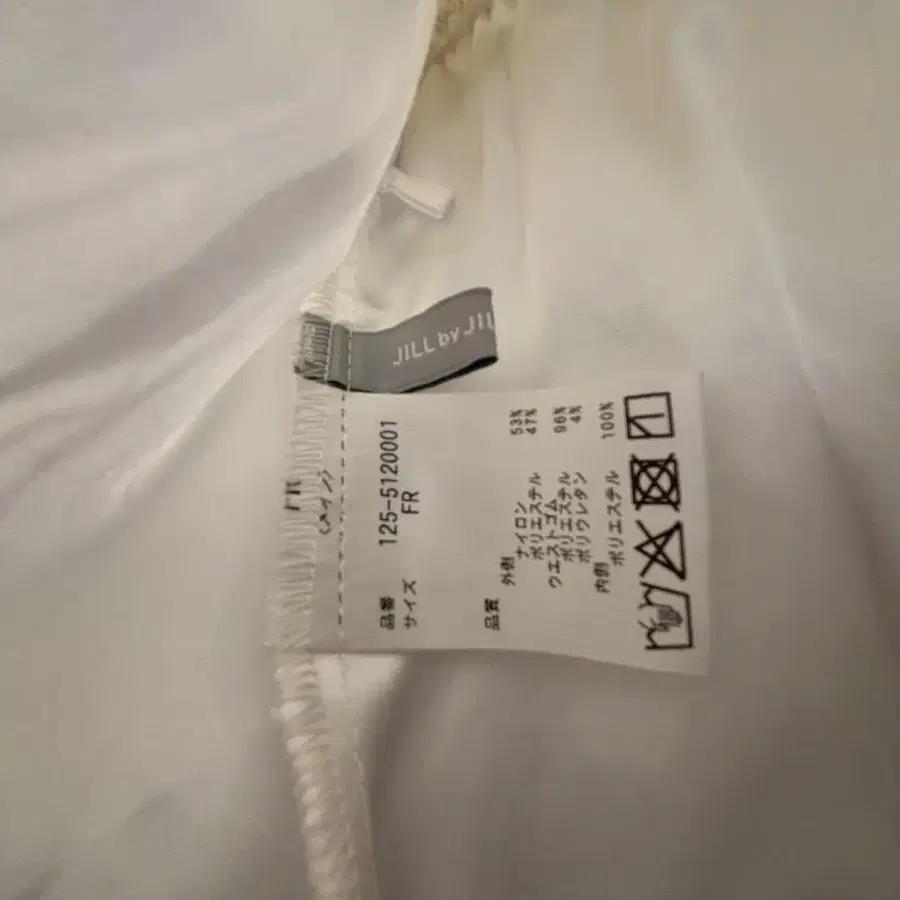 JILL by JIL
FR
(メイン)
品番 125-5120001
サイズ FR
品質
外側
ナイロン 53%
ポリエステル 47%
ウエストゴム
ポリエステル 96%
ポリウレタン 4%
内側
ポリエステル 100%